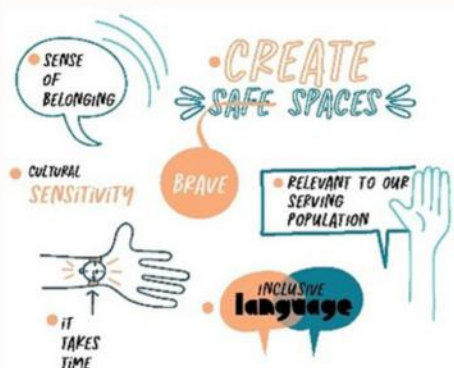 SENSE
OF
BELONGING
CREATE
SAFE SPACES
BRAVE
CULTURAL
SENSITIVITY
RELEVANT TO OUR
SERVING
POPULATION
IT
TAKES
TIME
INCLUSIVE
language